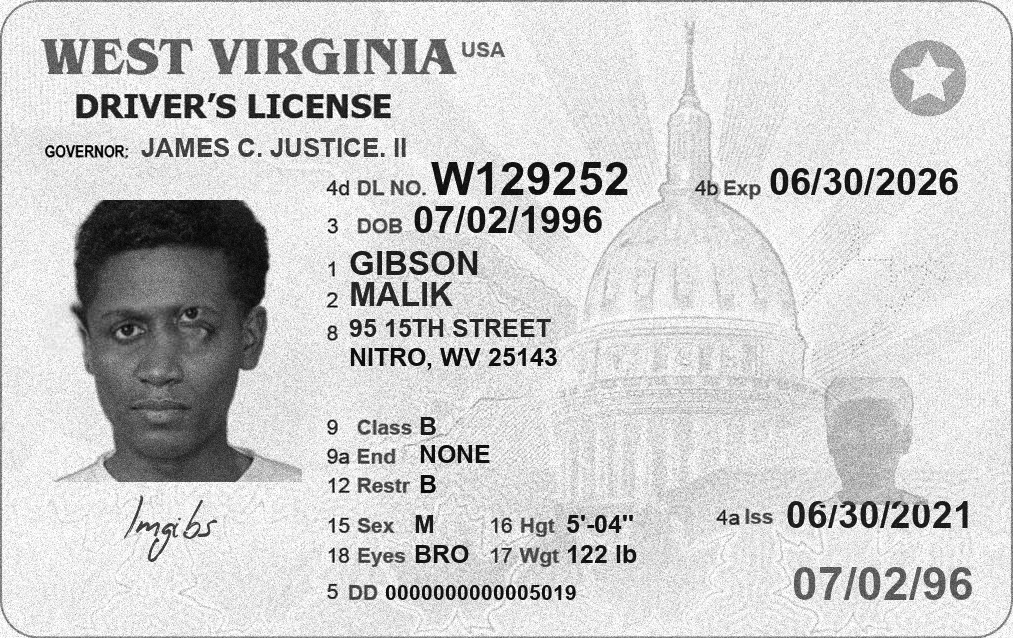 WEST VIRGINIA USA
DRIVER'S LICENSE
GOVERNOR: JAMES C. JUSTICE. II
4d DL NO. W129252 4b Exp 06/30/2026
3 DOB 07/02/1996
1 GIBSON
2 MALIK
8 95 15TH STREET
NITRO, WV 25143
9 Class B
9a End NONE
12 Restr B
15 Sex M 16 Hgt 5'-04" 4a Iss 06/30/2021
18 Eyes BRO 17 Wgt 122 lb
5 DD 0000000000005019
07/02/96
Imgibs